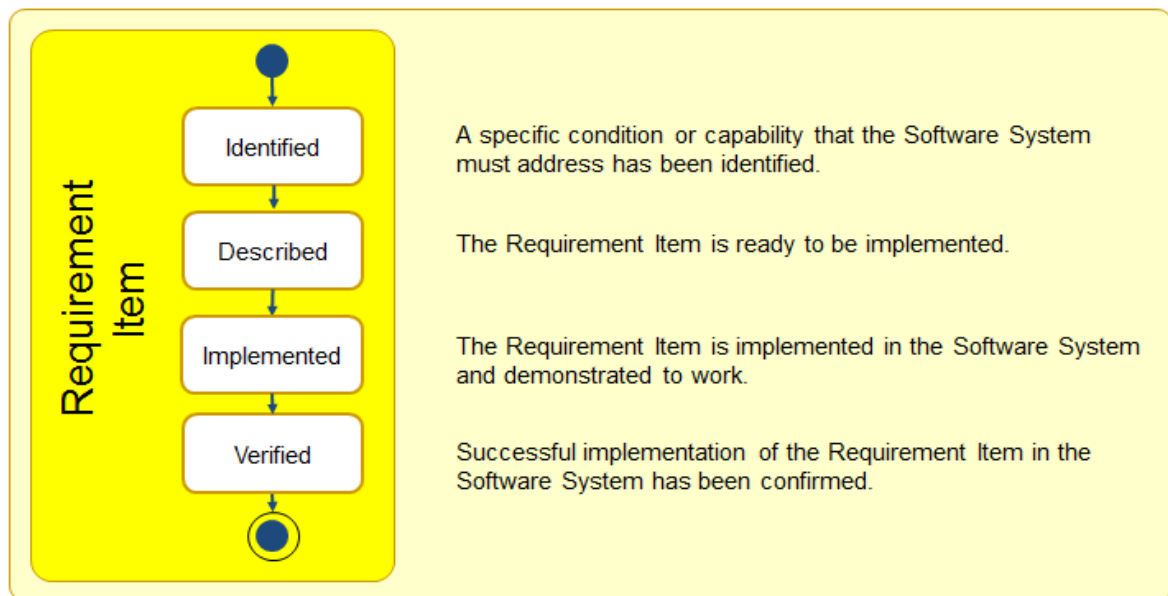 Requirement
Item
Identified
A specific condition or capability that the Software System
must address has been identified.
Described
The Requirement Item is ready to be implemented.
Implemented
The Requirement Item is implemented in the Software System
and demonstrated to work.
Verified
Successful implementation of the Requirement Item in the
Software System has been confirmed.